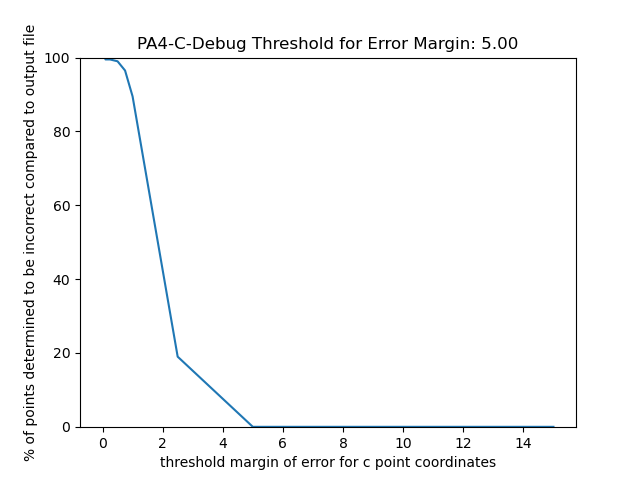 PA4-C-Debug Threshold for Error Margin: 5.00
% of points determined to be incorrect compared to output file
100
80
60
40
20
0
0 2 4 6 8 10 12 14
threshold margin of error for c point coordinates